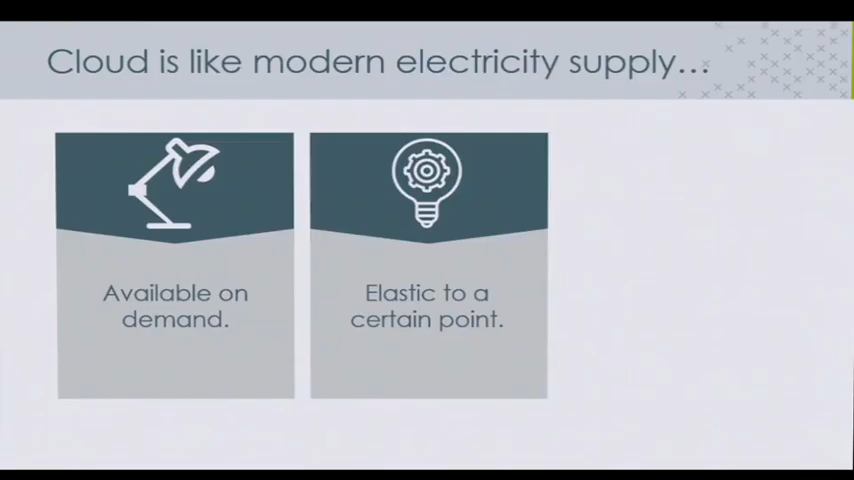 Cloud is like modern electricity supply…
Available on
demand.
Elastic to a
certain point.